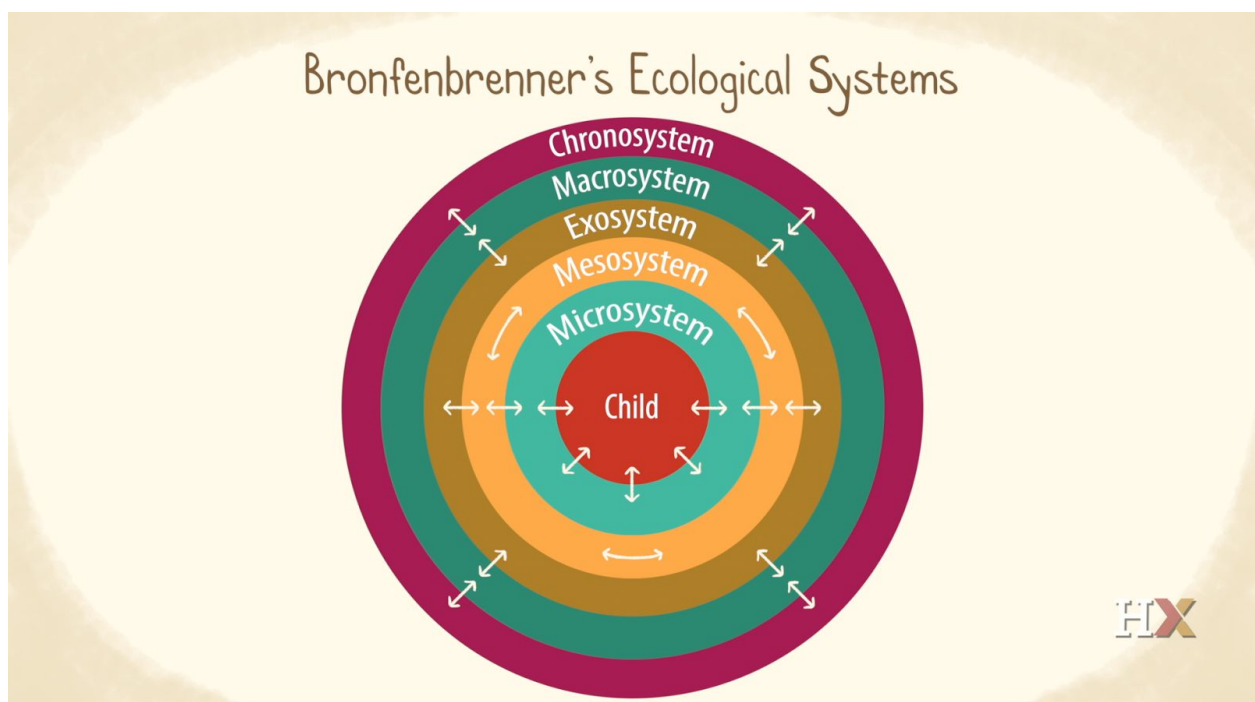 Bronfenbrenner's Ecological Systems
Chronosystem
Macrosystem
Exosystem
Mesosystem
Microsystem
Child
HX